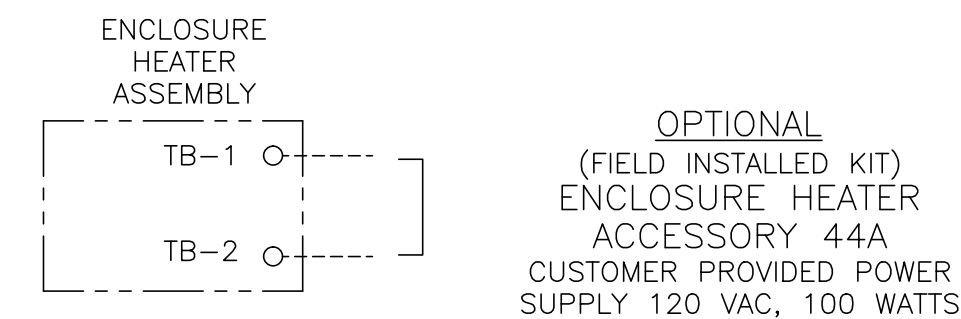 ENCLOSURE
HEATER
ASSEMBLY
TB-1
TB-2
OPTIONAL
(FIELD INSTALLED KIT)
ENCLOSURE HEATER
ACCESSORY 44A
CUSTOMER PROVIDED POWER
SUPPLY 120 VAC, 100 WATTS